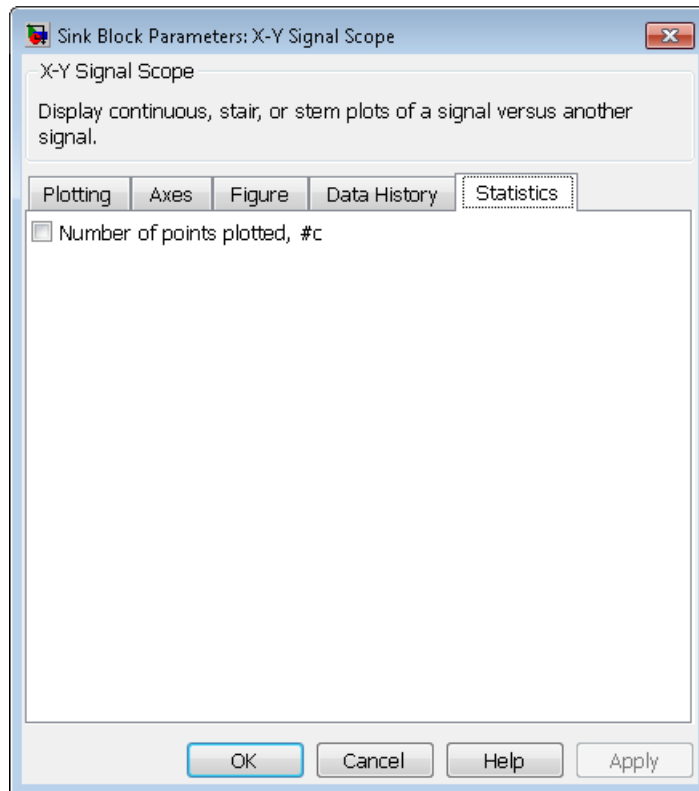 Sink Block Parameters: X-Y Signal Scope
X-Y Signal Scope
Display continuous, stair, or stem plots of a signal versus another
signal.
Plotting Axes Figure Data History Statistics
Number of points plotted, #c
OK Cancel Help Apply